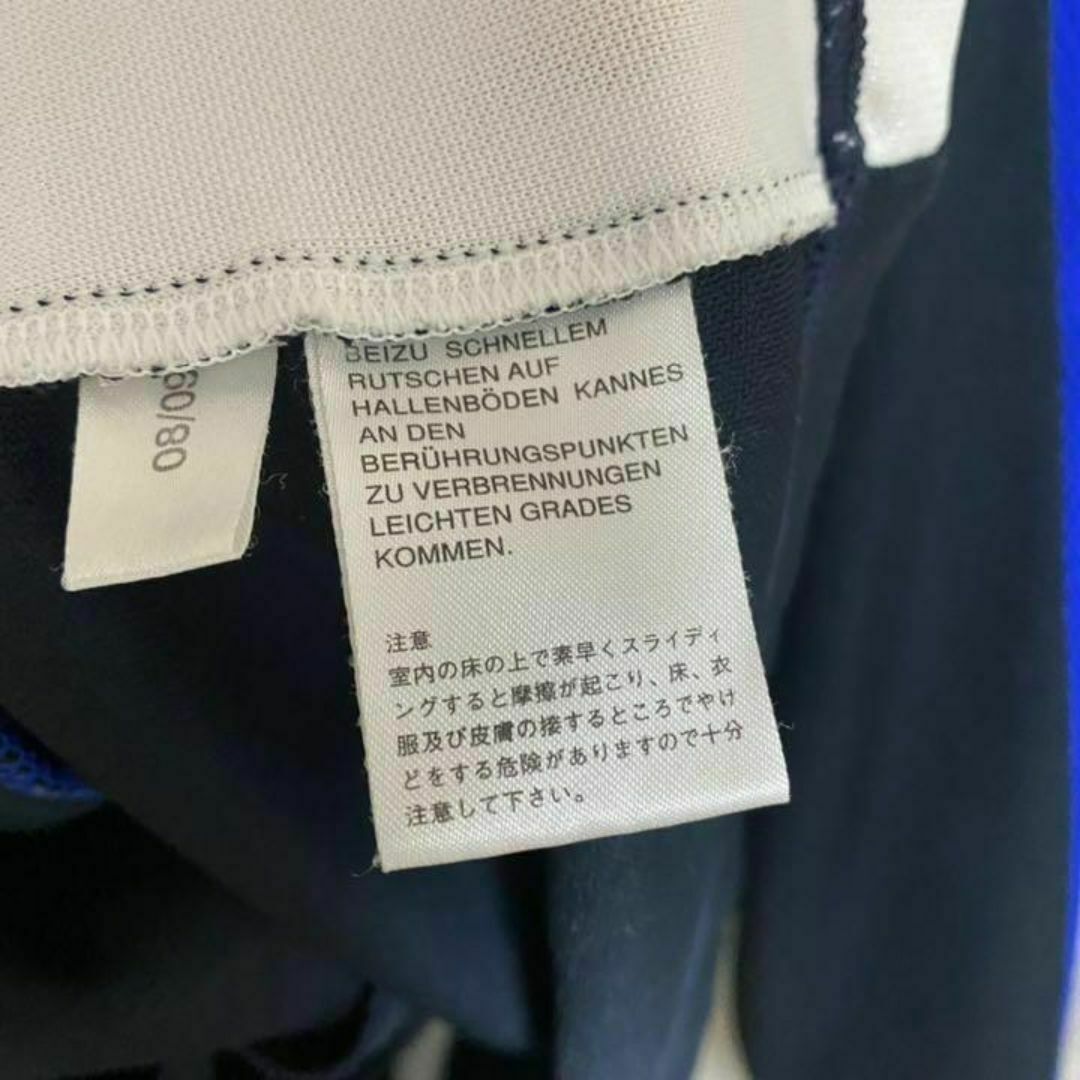 08/09
BEIZU SCHNELLEM
RUTSCHEN AUF
HALLENBÖDEN KANNES
AN DEN
BERÜHRUNGSPUNKTEN
ZU VERBRENNUNGEN
LEICHTEN GRADES
KOMMEN.
注意
室内の床の上で素早くスライディ
ングすると摩擦が起こり、床、衣
服及び皮膚の接するところでやけ
どをする危険がありますので十分
注意して下さい。